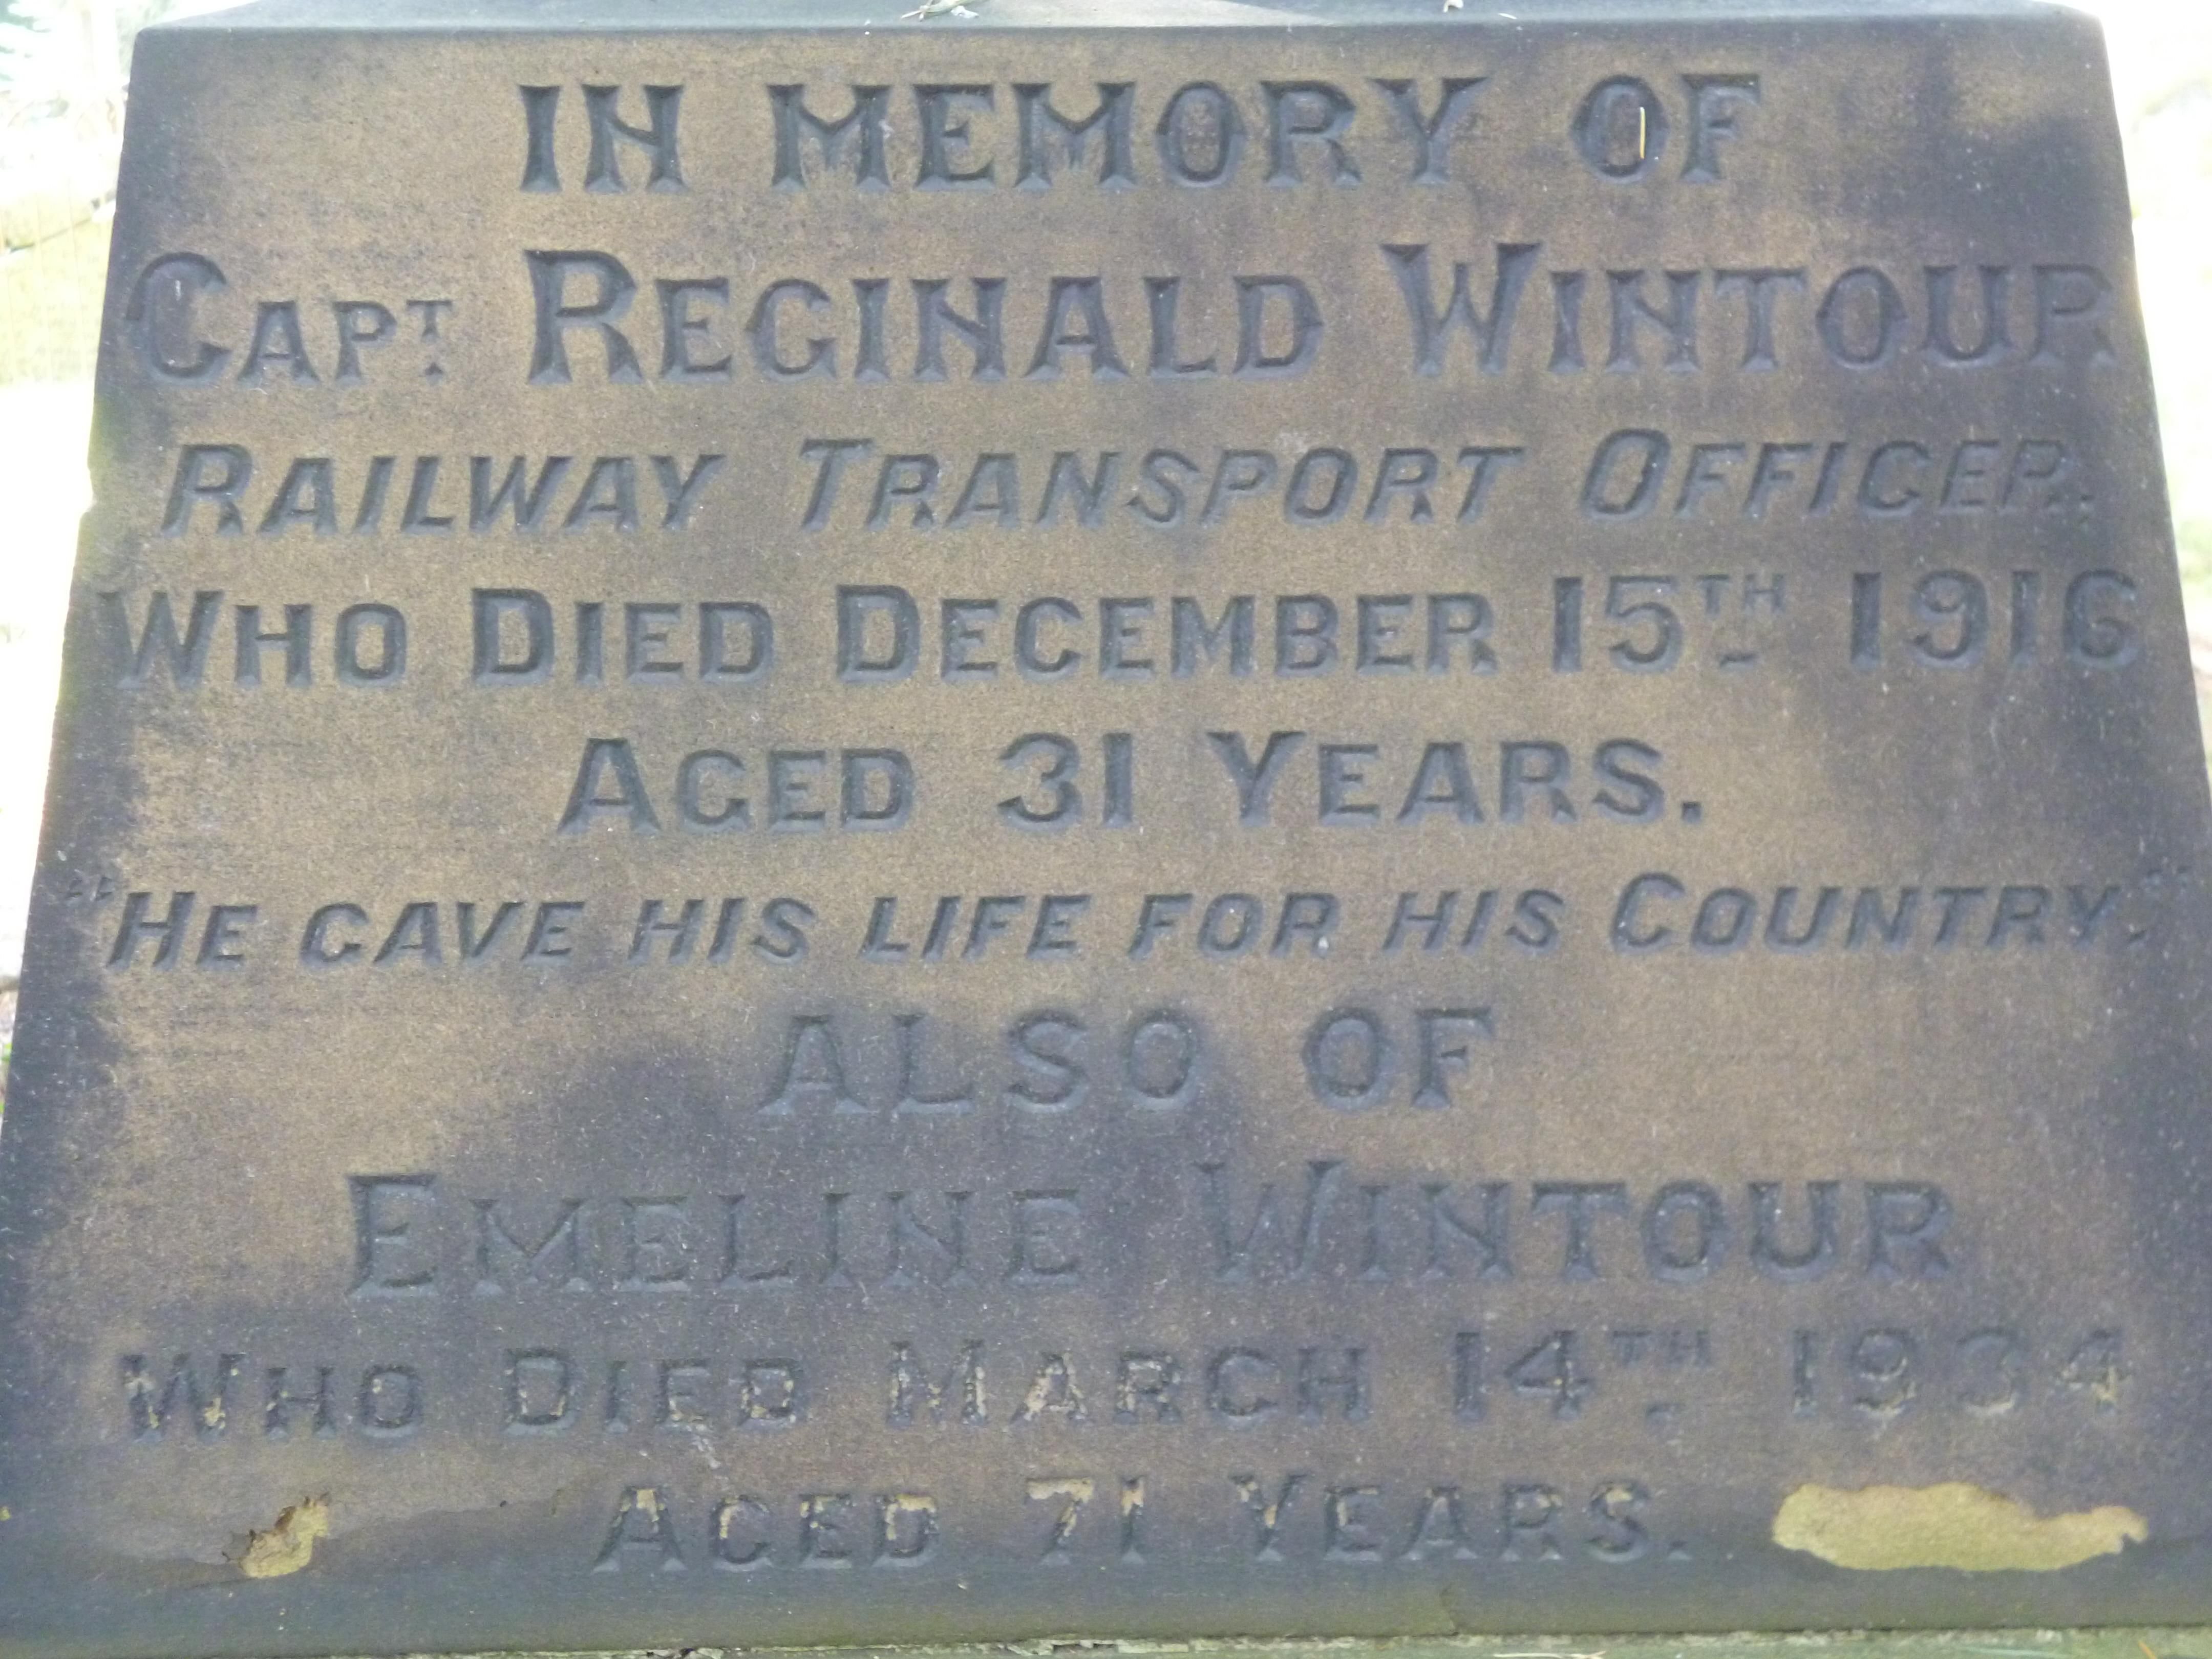 IN MEMORY OF
CAPT REGINALD WINTOUR
RAILWAY TRANSPORT OFFICER.
WHO DIED DECEMBER 15TH 1916
AGED 31 YEARS.
"HE GAVE HIS LIFE FOR HIS COUNTRY."
ALSO OF
EMELINE WINTOUR
WHO DIED MARCH 14TH 1934
AGED 71 YEARS.